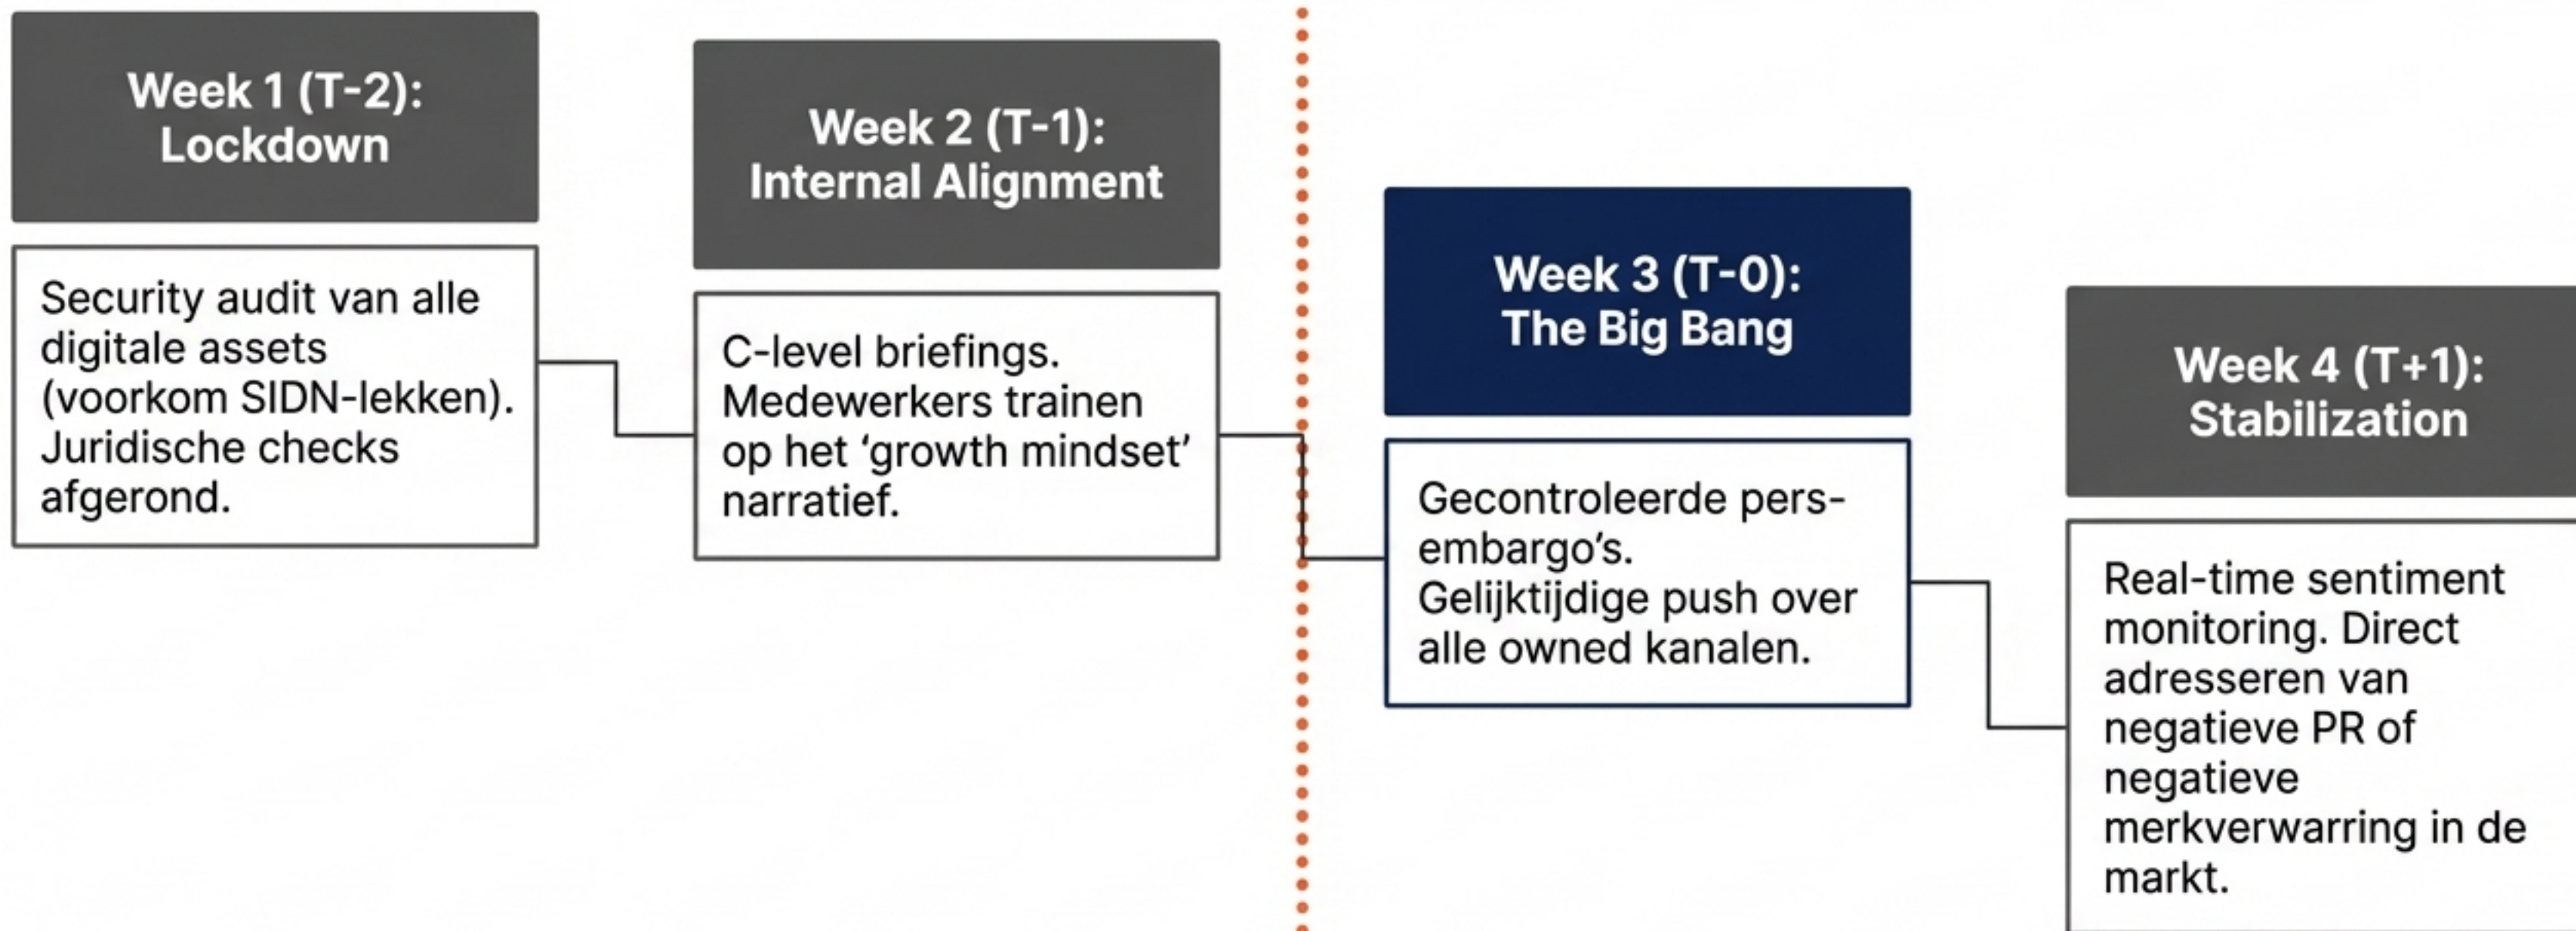 Week 1 (T-2):
Lockdown
Security audit van alle
digitale assets
(voorkom SIDN-lekken).
Juridische checks
afgerond.
Week 2 (T-1):
Internal Alignment
C-level briefings.
Medewerkers trainen
op het ‘growth mindset’
narratief.
Week 3 (T-0):
The Big Bang
Gecontroleerde pers-
embargo’s.
Gelijktijdige push over
alle owned kanalen.
Week 4 (T+1):
Stabilization
Real-time sentiment
monitoring. Direct
adresseren van
negatieve PR of
negatieve
merkverwarring in de
markt.